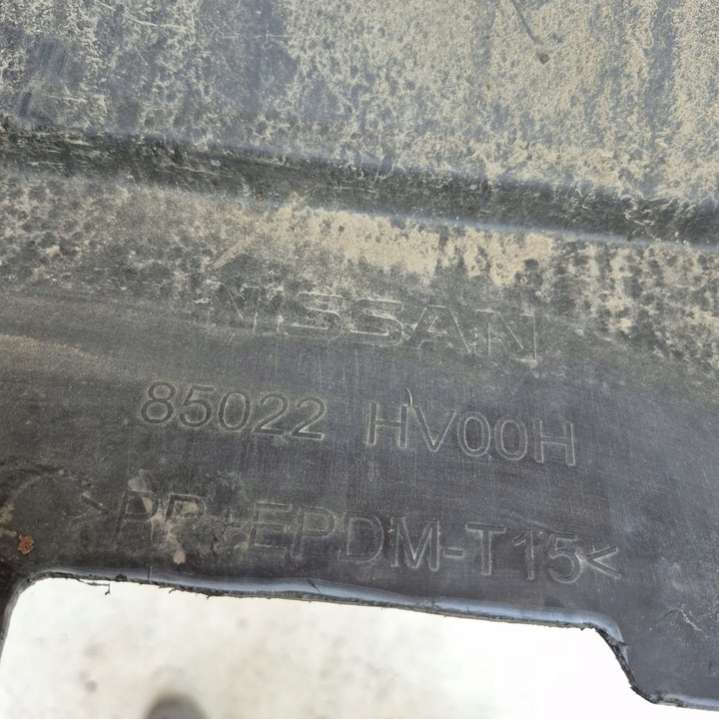 NISSAN
85022 HV00H
>PP+EPDM-T15<